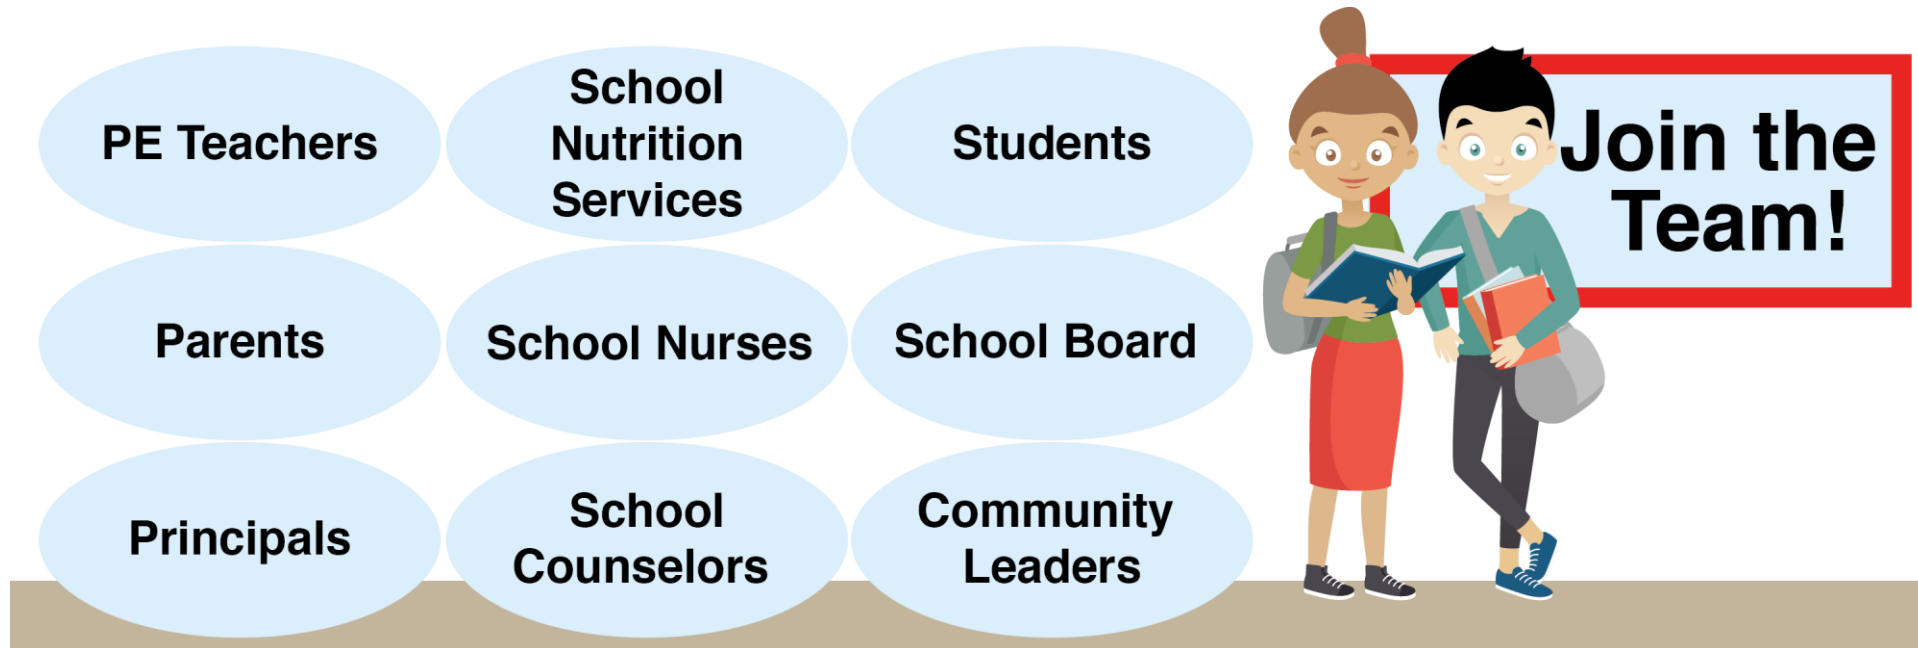 PE Teachers
School
Nutrition
Services
Students
Parents
School Nurses
School Board
Principals
School
Counselors
Community
Leaders
Join the
Team!